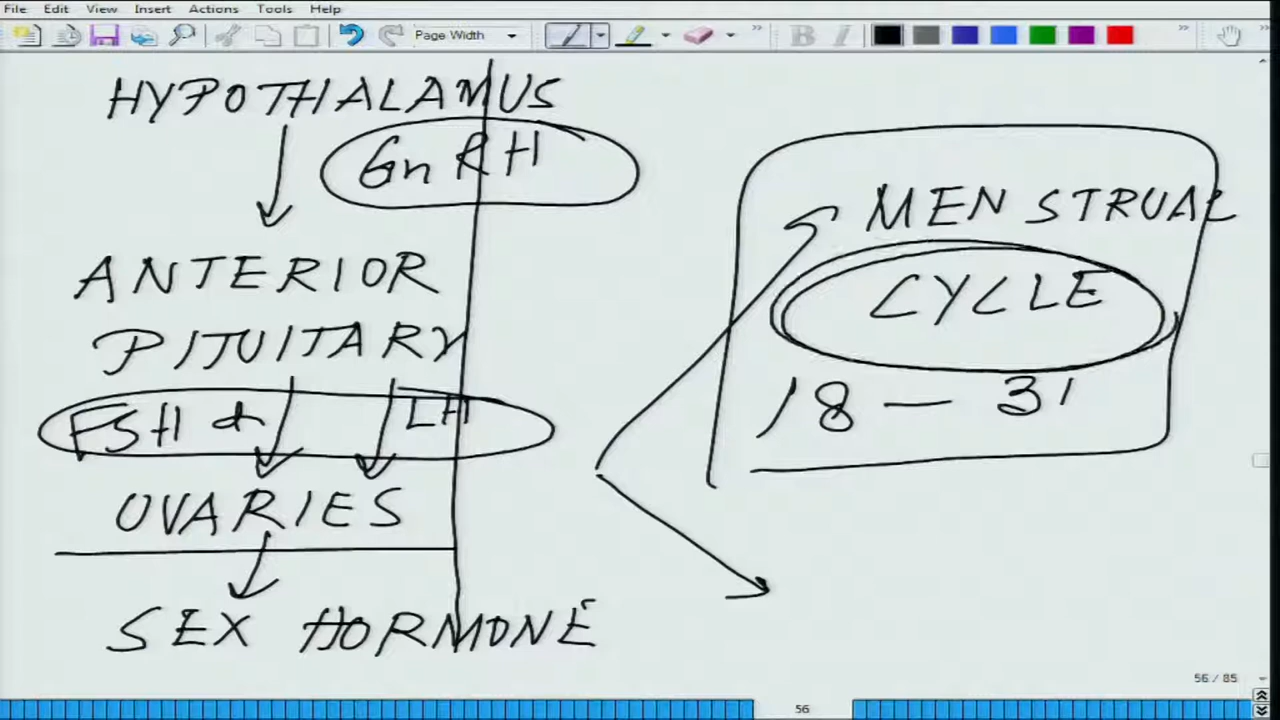 File Edit View Insert Actions Tools Help
Page Width
B I
HYPOTHALAMUS
GnRH
ANTERIOR
PITUITARY
FSH & LH
OVARIES
SEX HORMONE
MENSTRUAL
CYCLE
18 — 31
56 / 85
56